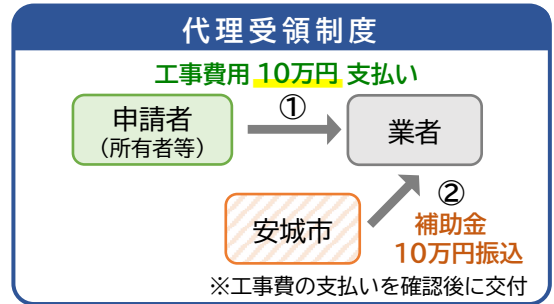 代理受領制度
工事費用 10万円 支払い
①
申請者
（所有者等）
業者
②
安城市
補助金
10万円振込
※工事費の支払いを確認後に交付